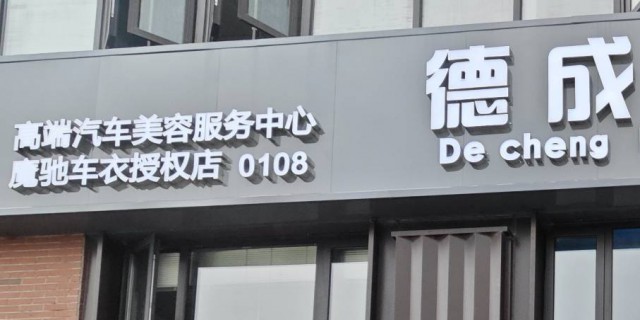 高端汽车美容服务中心
魔驰车衣授权店 0108
德成
De cheng